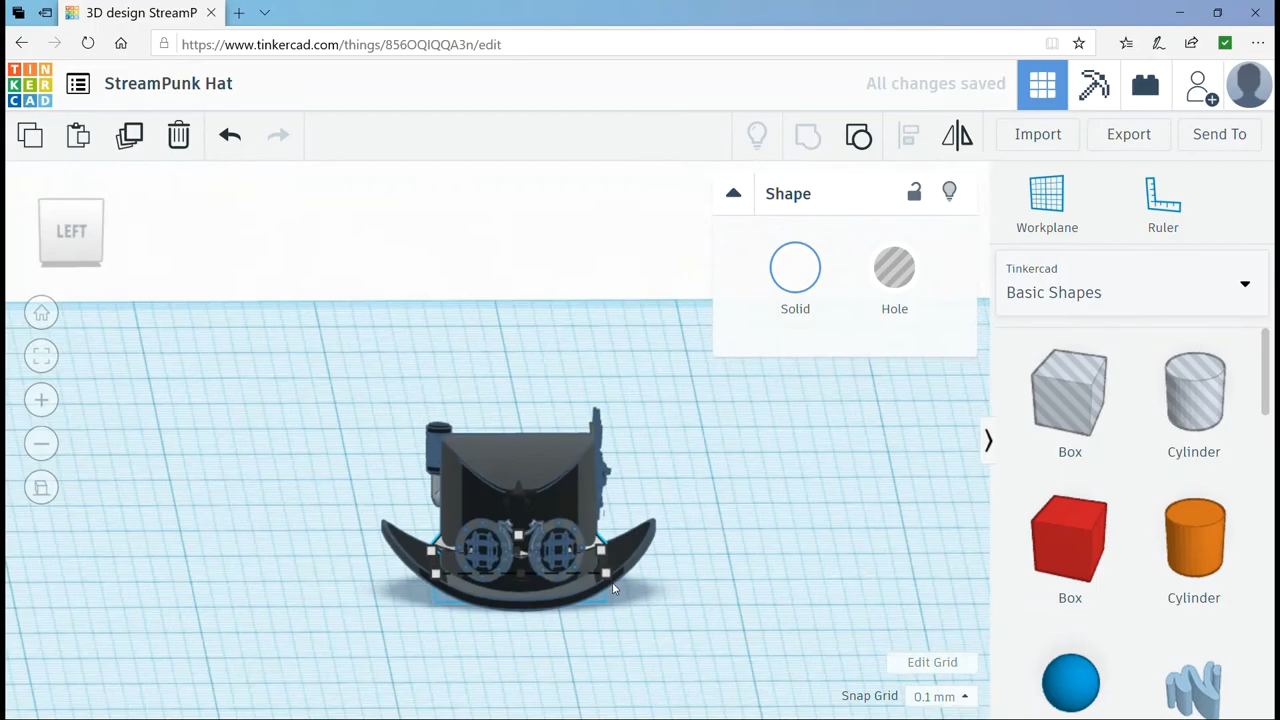 3D design StreamP
https://www.tinkercad.com/things/856OQIQQA3n/edit
TIN
KER
CAD
StreamPunk Hat
All changes saved
Import
Export
Send To
LEFT
Shape
Solid
Hole
Workplane
Ruler
Tinkercad
Basic Shapes
Box
Cylinder
Box
Cylinder
Edit Grid
Snap Grid
0.1 mm